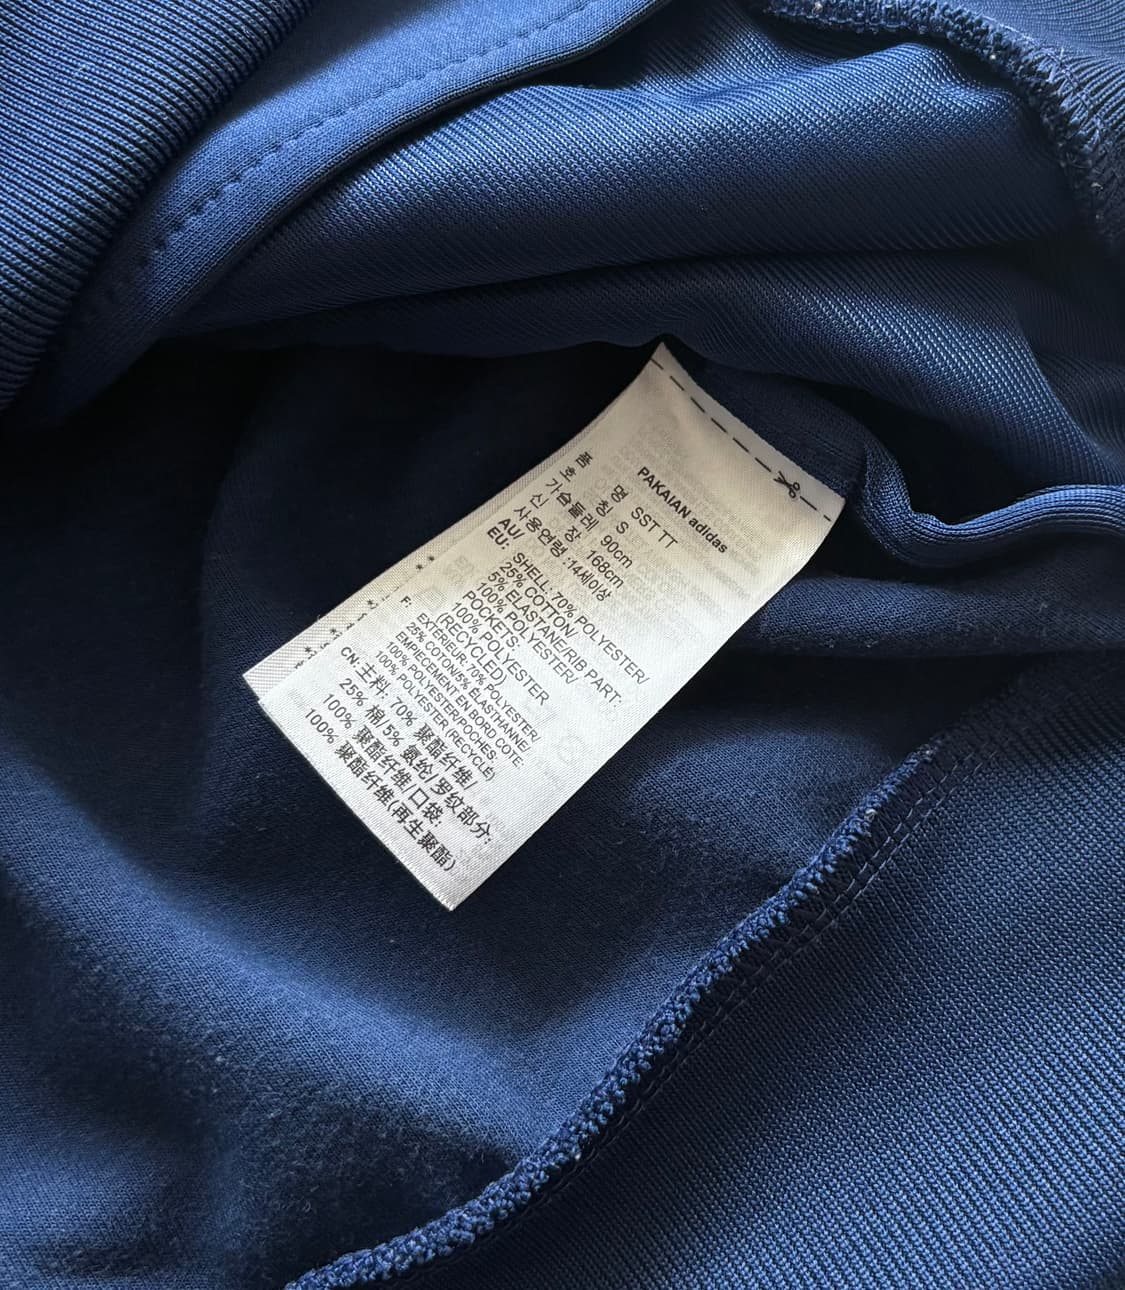 PAKAIAN adidas
품 명 SST TT
호 칭 S
가슴둘레 90cm
신 장 168cm
사용연령 :14세이상
AU/
EU: SHELL: 70% POLYESTER/
25% COTTON/
5% ELASTANE/RIB PART:
100% POLYESTER/
POCKETS:
100% POLYESTER
(RECYCLED)
F: EXTERIEUR: 70% POLYESTER/
25% COTON/5% ELASTHANNE/
EMPIECEMENT EN BORD COTE:
100% POLYESTER/POCHES:
100% POLYESTER(RECYCLÉ)
CN: 主料: 70% 聚酯纤维/
25% 棉/5% 氨纶/罗纹部分:
100% 聚酯纤维/口袋:
100% 聚酯纤维(再生聚酯)